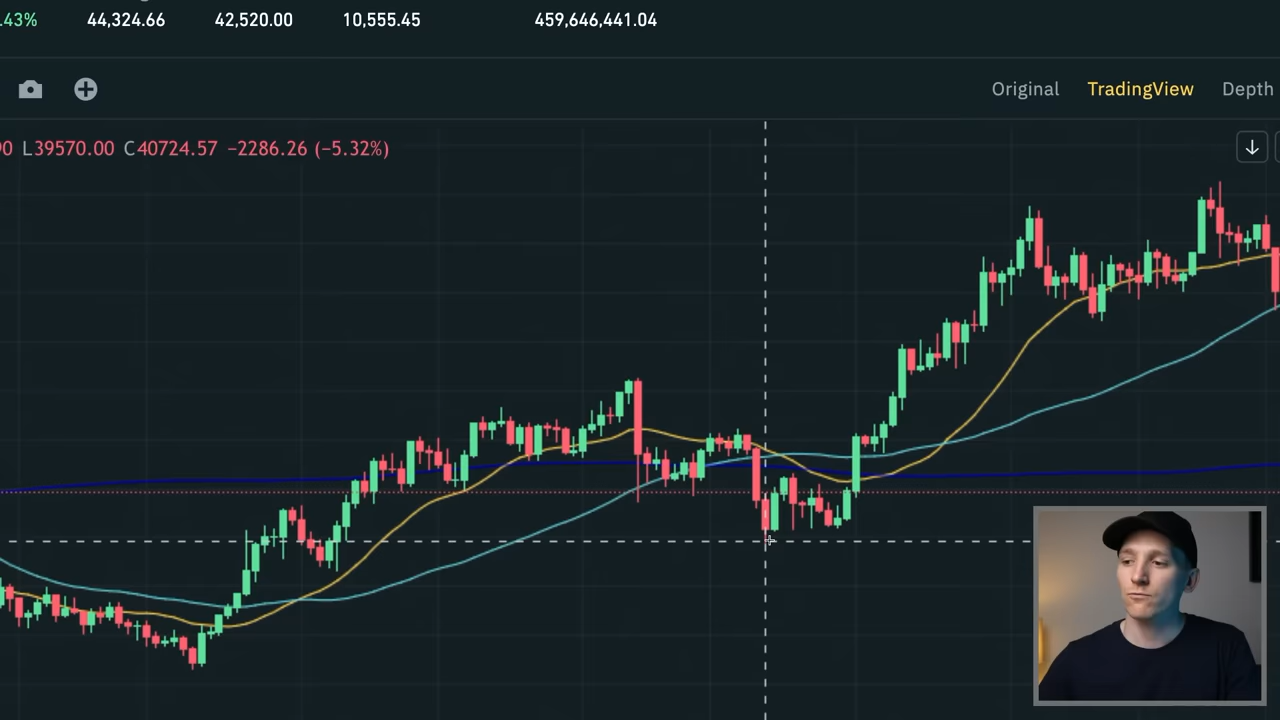 .43% 44,324.66 42,520.00 10,555.45 459,646,441.04
Original TradingView Depth
0 L39570.00 C40724.57 −2286.26 (−5.32%)